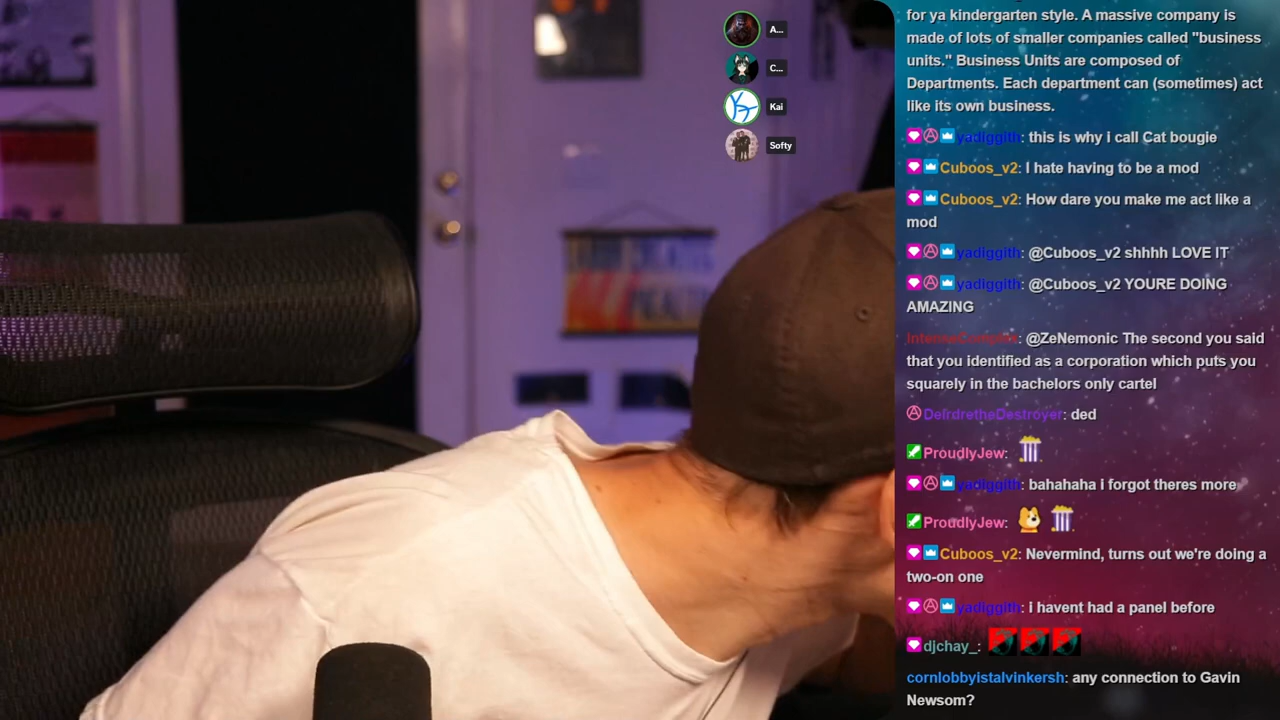 A...
C...
Kai
Softy
for ya kindergarten style. A massive company is
made of lots of smaller companies called "business
units." Business Units are composed of
Departments. Each department can (sometimes) act
like its own business.
yadiggith: this is why i call Cat bougie
Cuboos_v2: I hate having to be a mod
Cuboos_v2: How dare you make me act like a
mod
yadiggith: @Cuboos_v2 shhhh LOVE IT
yadiggith: @Cuboos_v2 YOURE DOING
AMAZING
@ZeNemonic The second you said
that you identified as a corporation which puts you
squarely in the bachelors only cartel
DeirdretheDestroyer: ded
ProudlyJew:
yadiggith: bahahaha i forgot theres more
ProudlyJew:
Cuboos_v2: Nevermind, turns out we're doing a
two-on one
yadiggith: i havent had a panel before
djchay_:
cornlobbyistalvinkersh: any connection to Gavin
Newsom?